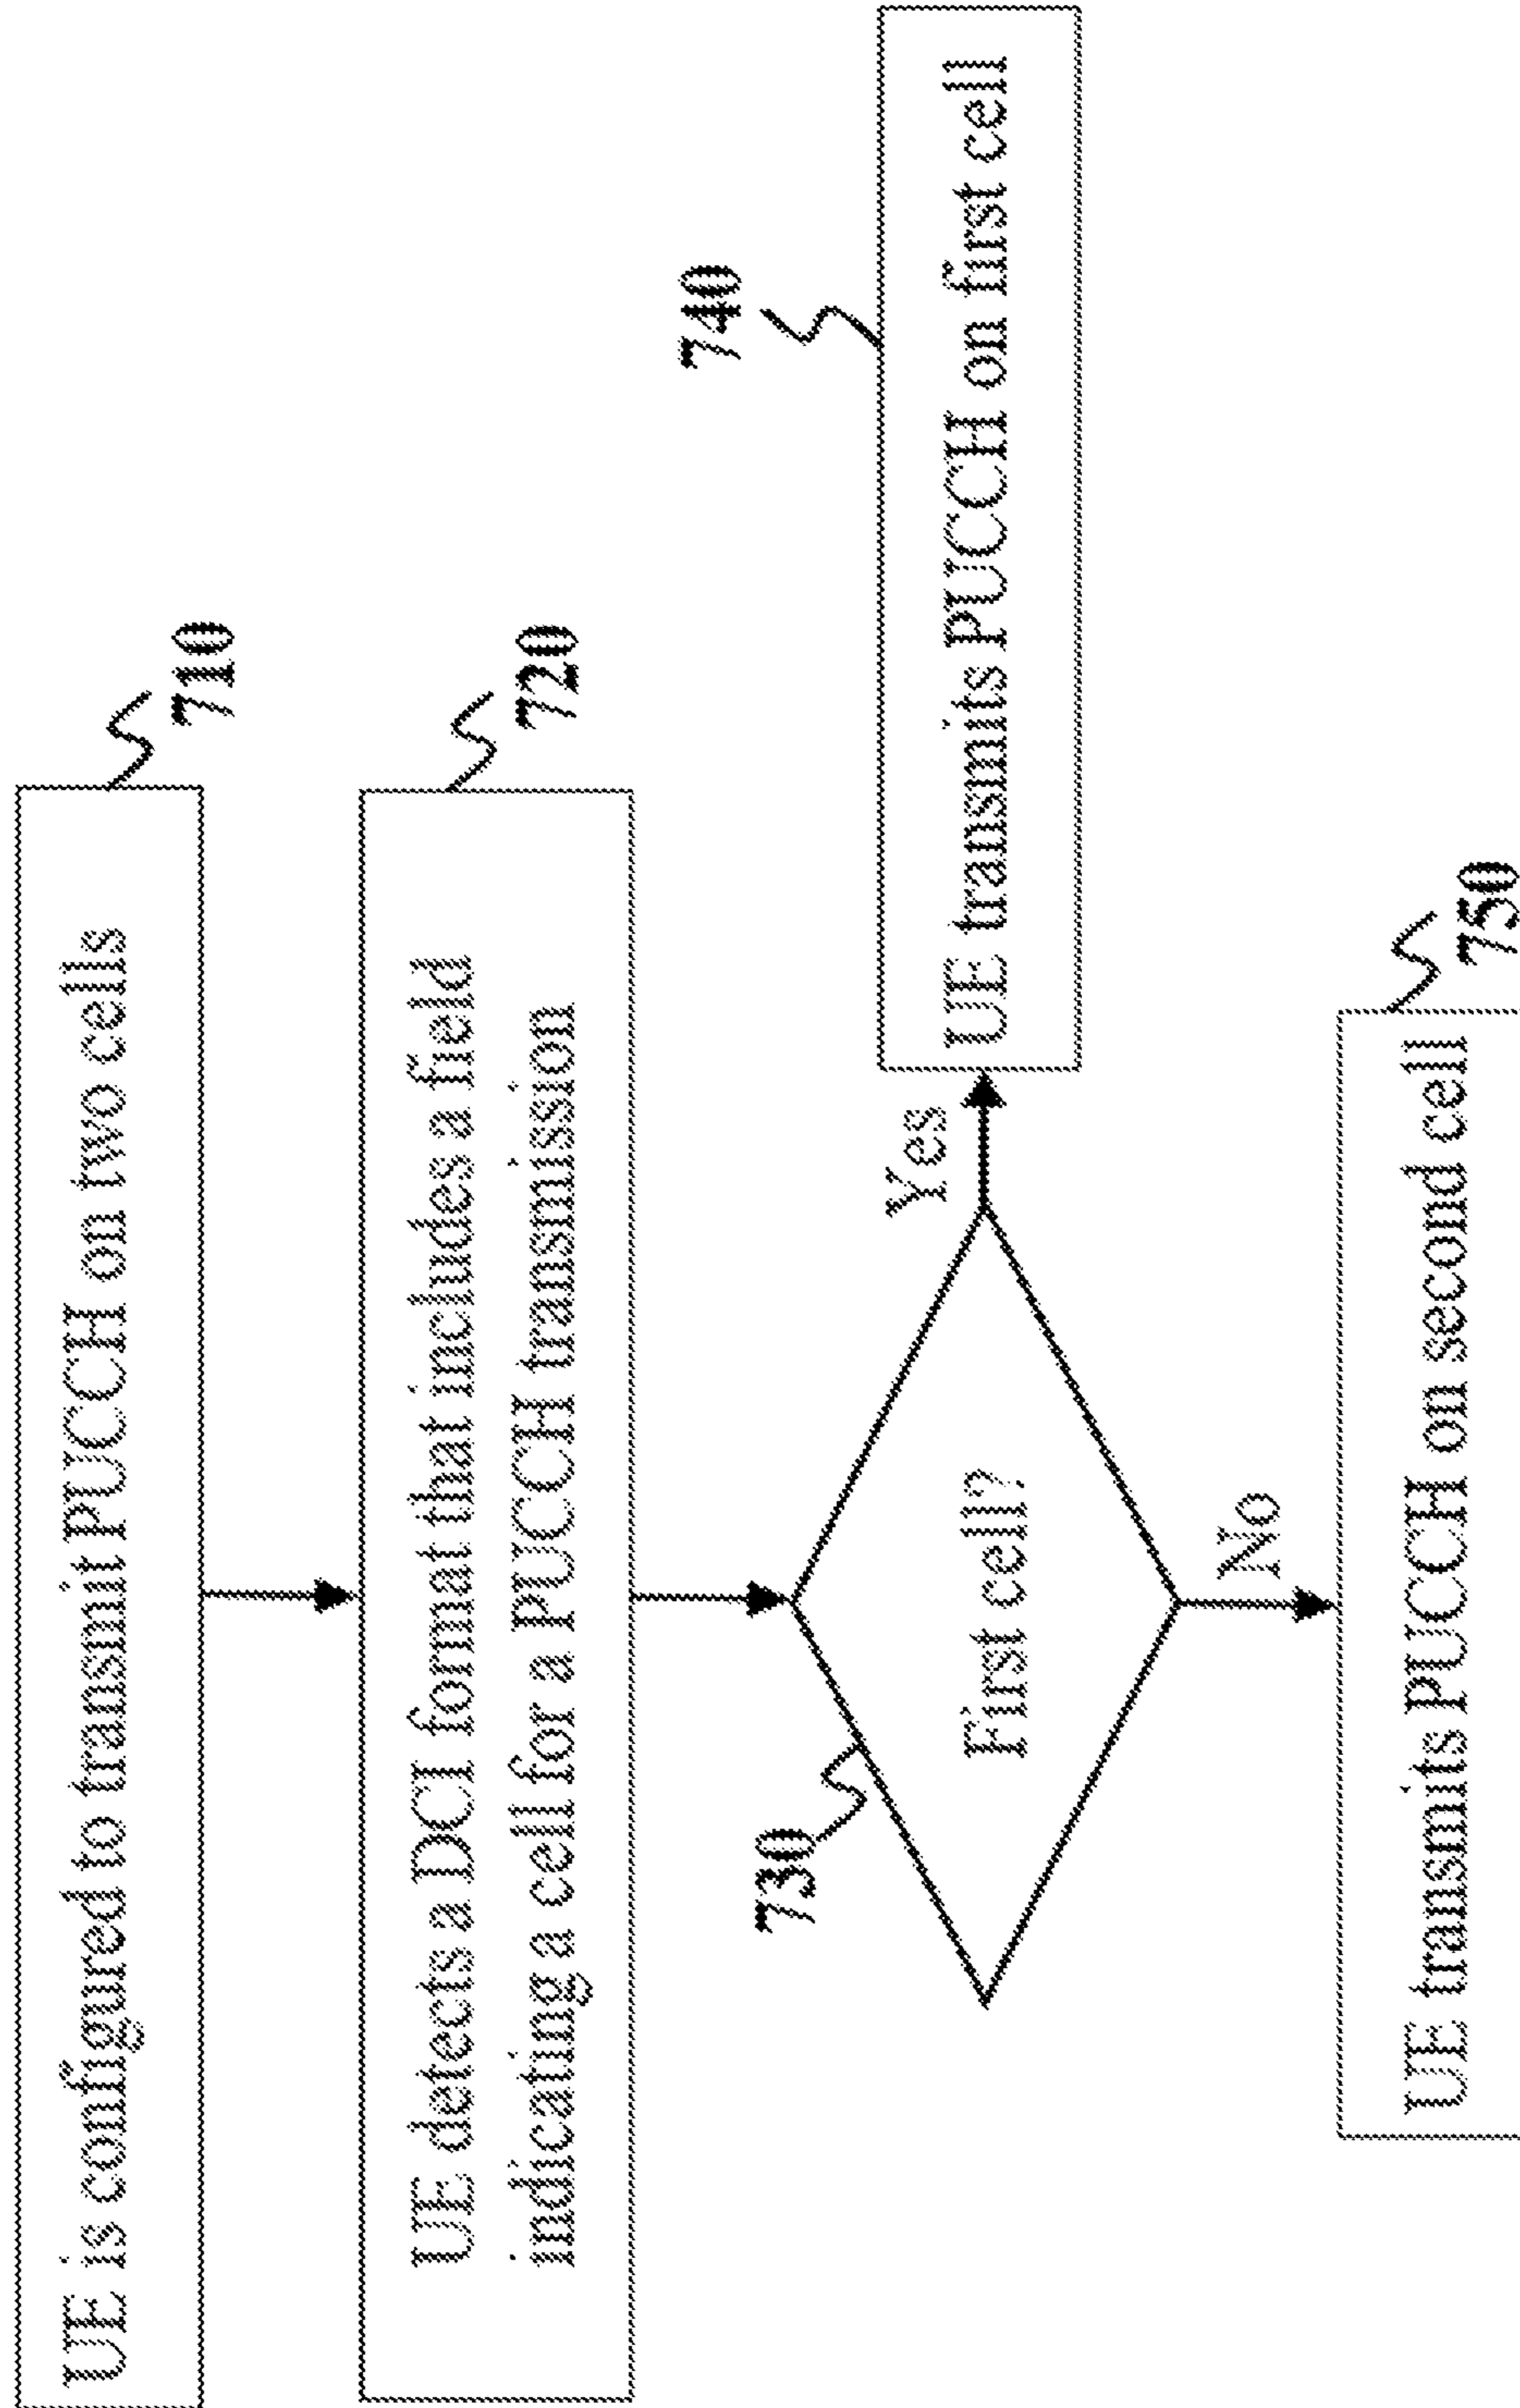 UE is configured to transmit PUCCH on two cells
710
UE detects a DCI format that includes a field
indicating a cell for a PUCCH transmission
720
730
First cell?
Yes
740
UE transmits PUCCH on first cell
No
UE transmits PUCCH on second cell
750